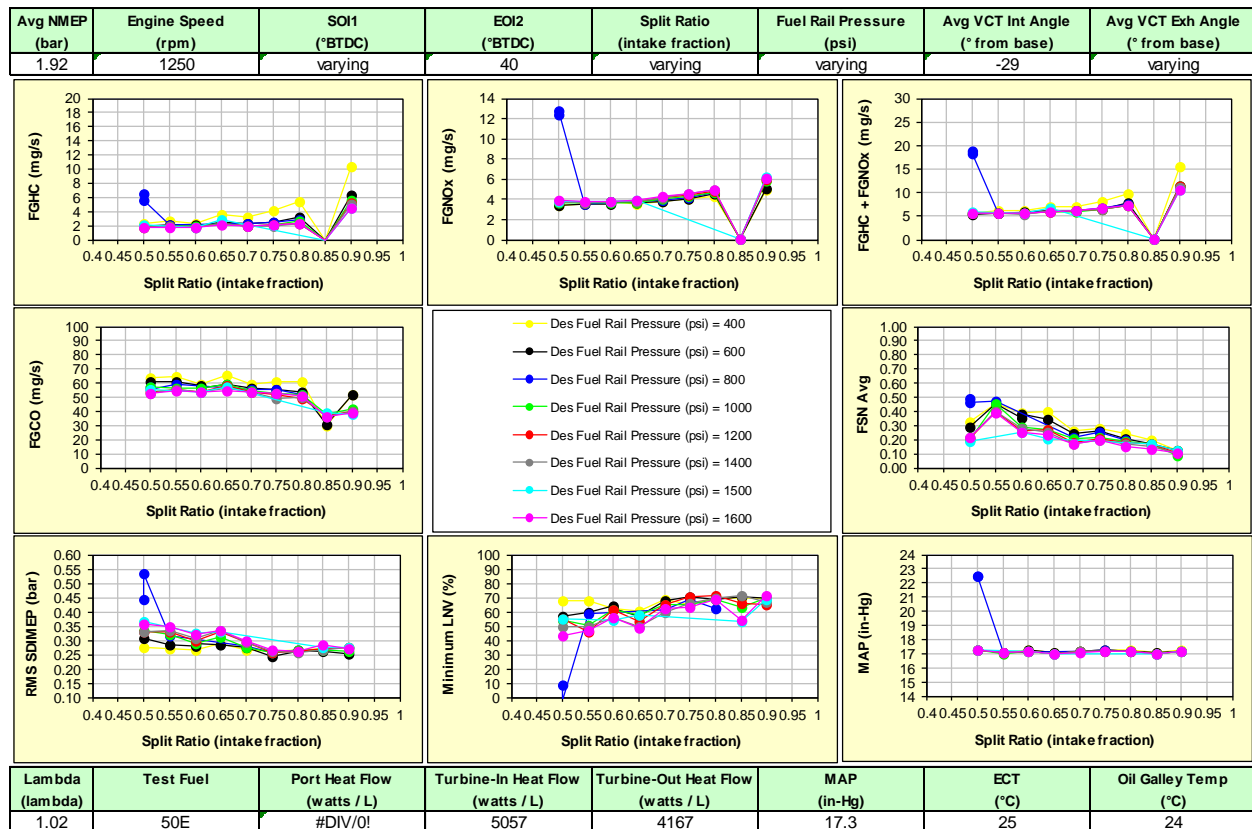 Avg NMEP Engine Speed SOI1 EOI2 Split Ratio Fuel Rail Pressure Avg VCT Int Angle Avg VCT Exh Angle
(bar) (rpm) (°BTDC) (°BTDC) (intake fraction) (psi) (° from base) (° from base)
1.92 1250 varying 40 varying varying -29 varying
FGHC (mg/s)
20
18
16
14
12
10
8
6
4
2
0
0.4 0.45 0.5 0.55 0.6 0.65 0.7 0.75 0.8 0.85 0.9 0.95 1
Split Ratio (intake fraction)
FGNOx (mg/s)
14
12
10
8
6
4
2
0
0.4 0.45 0.5 0.55 0.6 0.65 0.7 0.75 0.8 0.85 0.9 0.95 1
Split Ratio (intake fraction)
FGHC + FGNOx (mg/s)
30
25
20
15
10
5
0
0.4 0.45 0.5 0.55 0.6 0.65 0.7 0.75 0.8 0.85 0.9 0.95 1
Split Ratio (intake fraction)
FGCO (mg/s)
100
90
80
70
60
50
40
30
20
10
0
0.4 0.45 0.5 0.55 0.6 0.65 0.7 0.75 0.8 0.85 0.9 0.95 1
Split Ratio (intake fraction)
Des Fuel Rail Pressure (psi) = 400
Des Fuel Rail Pressure (psi) = 600
Des Fuel Rail Pressure (psi) = 800
Des Fuel Rail Pressure (psi) = 1000
Des Fuel Rail Pressure (psi) = 1200
Des Fuel Rail Pressure (psi) = 1400
Des Fuel Rail Pressure (psi) = 1500
Des Fuel Rail Pressure (psi) = 1600
FSN Avg
1.00
0.90
0.80
0.70
0.60
0.50
0.40
0.30
0.20
0.10
0.00
0.4 0.45 0.5 0.55 0.6 0.65 0.7 0.75 0.8 0.85 0.9 0.95 1
Split Ratio (intake fraction)
RMS SDIMEP (bar)
0.60
0.55
0.50
0.45
0.40
0.35
0.30
0.25
0.20
0.15
0.10
0.4 0.45 0.5 0.55 0.6 0.65 0.7 0.75 0.8 0.85 0.9 0.95 1
Split Ratio (intake fraction)
Minimum LNV (%)
100
90
80
70
60
50
40
30
20
10
0
0.4 0.45 0.5 0.55 0.6 0.65 0.7 0.75 0.8 0.85 0.9 0.95 1
Split Ratio (intake fraction)
MAP (in-Hg)
24
23
22
21
20
19
18
17
16
15
14
0.4 0.45 0.5 0.55 0.6 0.65 0.7 0.75 0.8 0.85 0.9 0.95 1
Split Ratio (intake fraction)
Lambda Test Fuel Port Heat Flow Turbine-In Heat Flow Turbine-Out Heat Flow MAP ECT Oil Galley Temp
(lambda) (watts / L) (watts / L) (watts / L) (in-Hg) (°C) (°C)
1.02 50E #DIV/0! 5057 4167 17.3 25 24